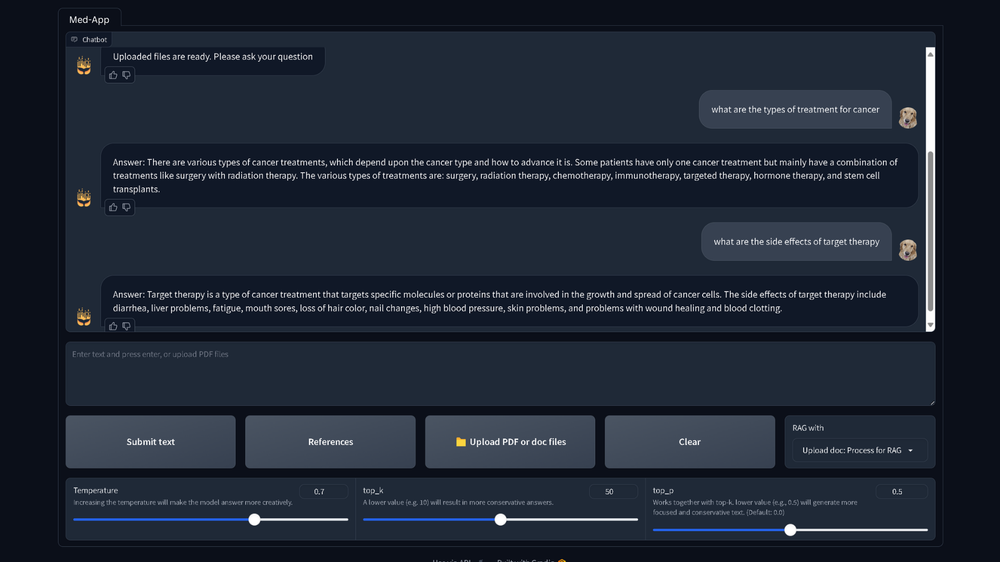 Med-App
Chatbot
Uploaded files are ready. Please ask your question
what are the types of treatment for cancer
Answer: There are various types of cancer treatments, which depend upon the cancer type and how to advance it is. Some patients have only one cancer treatment but mainly have a combination of
treatments like surgery with radiation therapy. The various types of treatments are: surgery, radiation therapy, chemotherapy, immunotherapy, targeted therapy, hormone therapy, and stem cell
transplants.
what are the side effects of target therapy
Answer: Target therapy is a type of cancer treatment that targets specific molecules or proteins that are involved in the growth and spread of cancer cells. The side effects of target therapy include
diarrhea, liver problems, fatigue, mouth sores, loss of hair color, nail changes, high blood pressure, skin problems, and problems with wound healing and blood clotting.
Enter text and press enter, or upload PDF files
Submit text
References
Upload PDF or doc files
Clear
RAG with
Upload doc: Process for RAG
Temperature
0.7
Increasing the temperature will make the model answer more creatively.
top_k
50
A lower value (e.g. 10) will result in more conservative answers.
top_p
0.5
Works together with top-k. lower value (e.g., 0.5) will generate more
focused and conservative text. (Default: 0.0)
Use via API
Built with Gradio